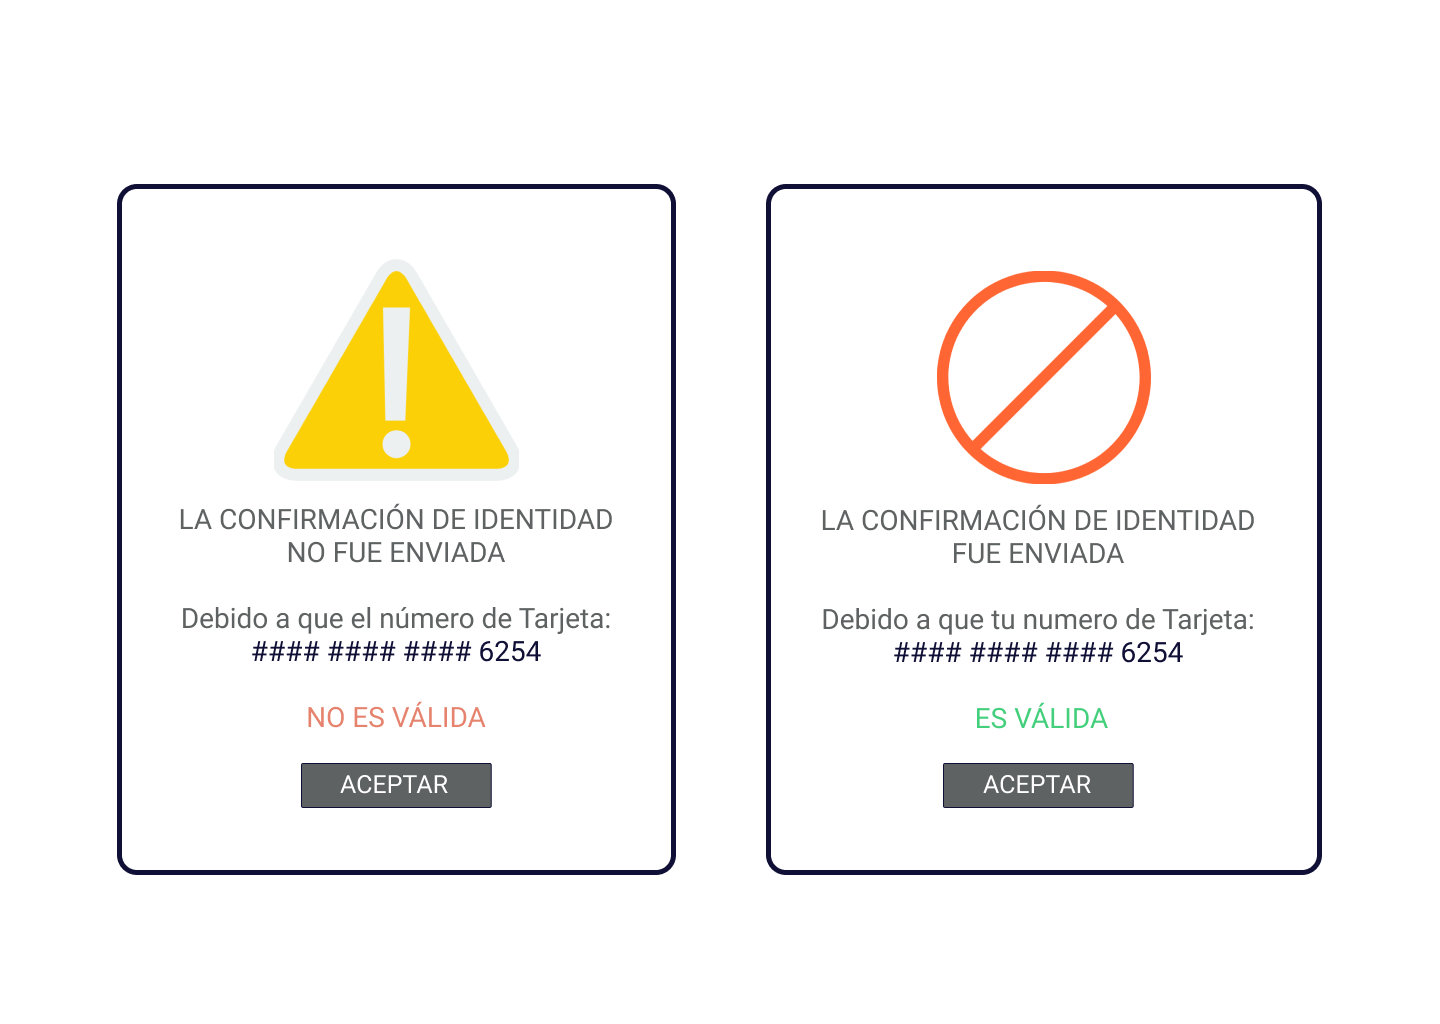 LA CONFIRMACIÓN DE IDENTIDAD
NO FUE ENVIADA
Debido a que el número de Tarjeta:
#### #### #### 6254
NO ES VÁLIDA
ACEPTAR
LA CONFIRMACIÓN DE IDENTIDAD
FUE ENVIADA
Debido a que tu numero de Tarjeta:
#### #### #### 6254
ES VÁLIDA
ACEPTAR